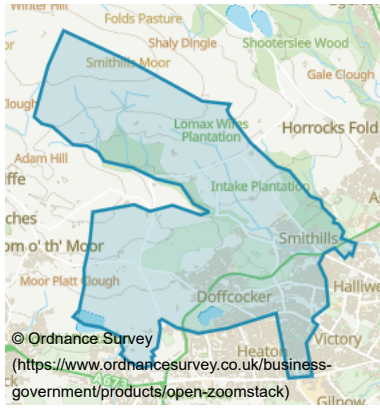 Winter Hill
Folds Pasture
Shaly Dingle
Shooterslee Wood
Smithills Moor
Gale Clough
Clough
Lomax Wifes
Plantation
Horrocks Fold
Adam Hill
Intake Plantation
ches
Smithills
om o' th' Moor
Moor Platt Clough
Halliwe
Doffcocker
© Ordnance Survey
Victory
Heaton
(https://www.ordnancesurvey.co.uk/business-
A673
government/products/open-zoomstack)
Gilnow